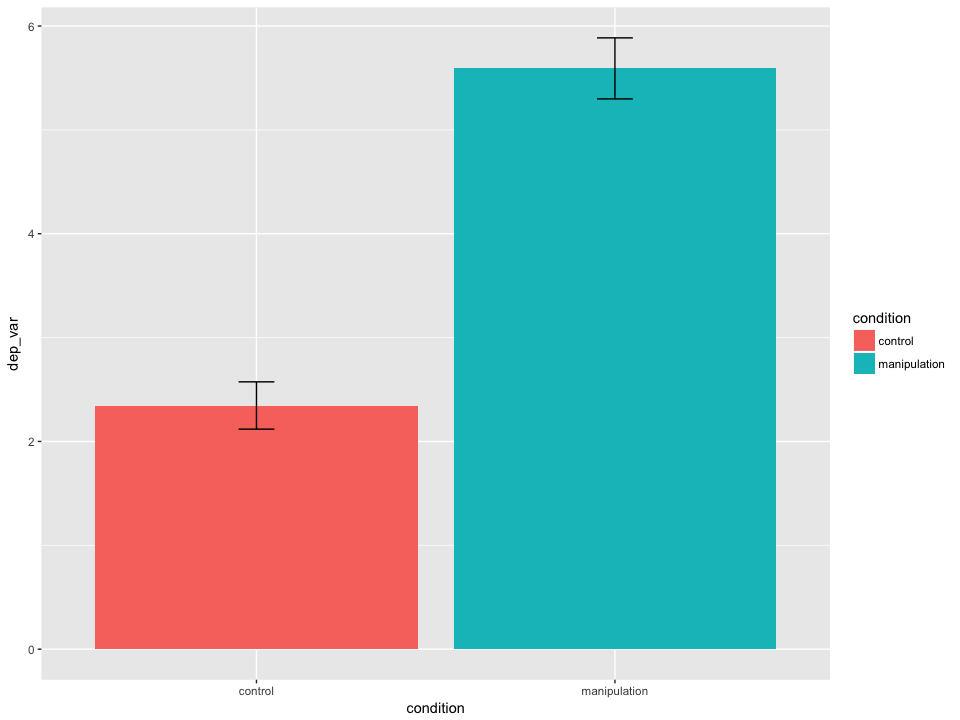 6
4
2
0
dep_var
control
manipulation
condition
condition
control
manipulation